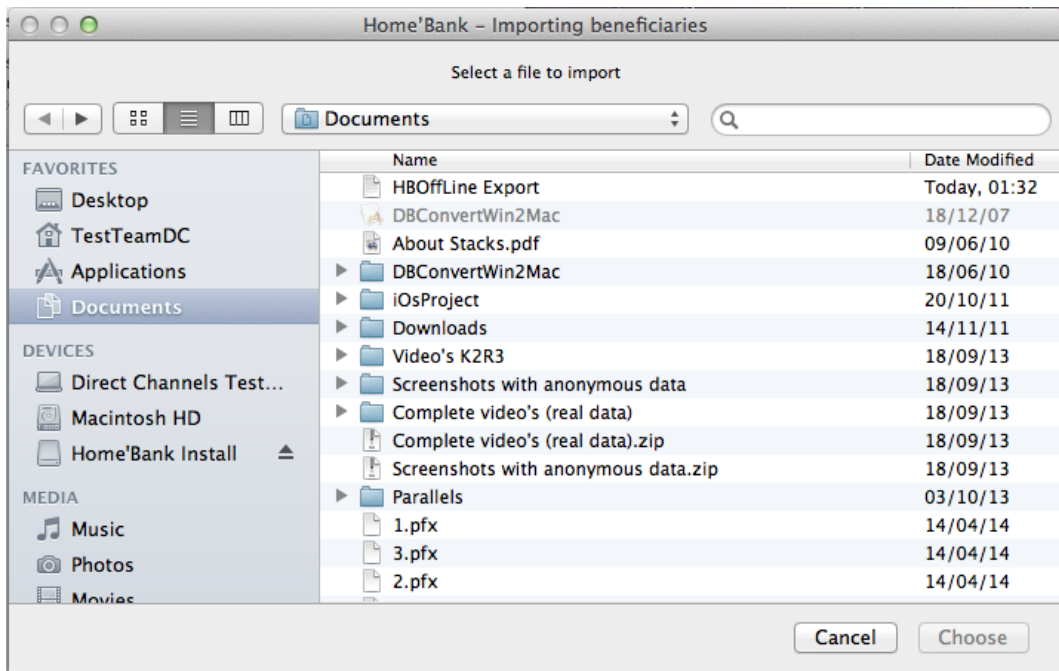 Home'Bank – Importing beneficiaries
Select a file to import
Documents
FAVORITES
Desktop
TestTeamDC
Applications
Documents
DEVICES
Direct Channels Test...
Macintosh HD
Home'Bank Install
MEDIA
Music
Photos
Movies
Name Date Modified
HBOffLine Export Today, 01:32
DBConvertWin2Mac 18/12/07
About Stacks.pdf 09/06/10
DBConvertWin2Mac 18/06/10
iOsProject 20/10/11
Downloads 14/11/11
Video's K2R3 18/09/13
Screenshots with anonymous data 18/09/13
Complete video's (real data) 18/09/13
Complete video's (real data).zip 18/09/13
Screenshots with anonymous data.zip 18/09/13
Parallels 03/10/13
1.pfx 14/04/14
3.pfx 14/04/14
2.pfx 14/04/14
Cancel Choose